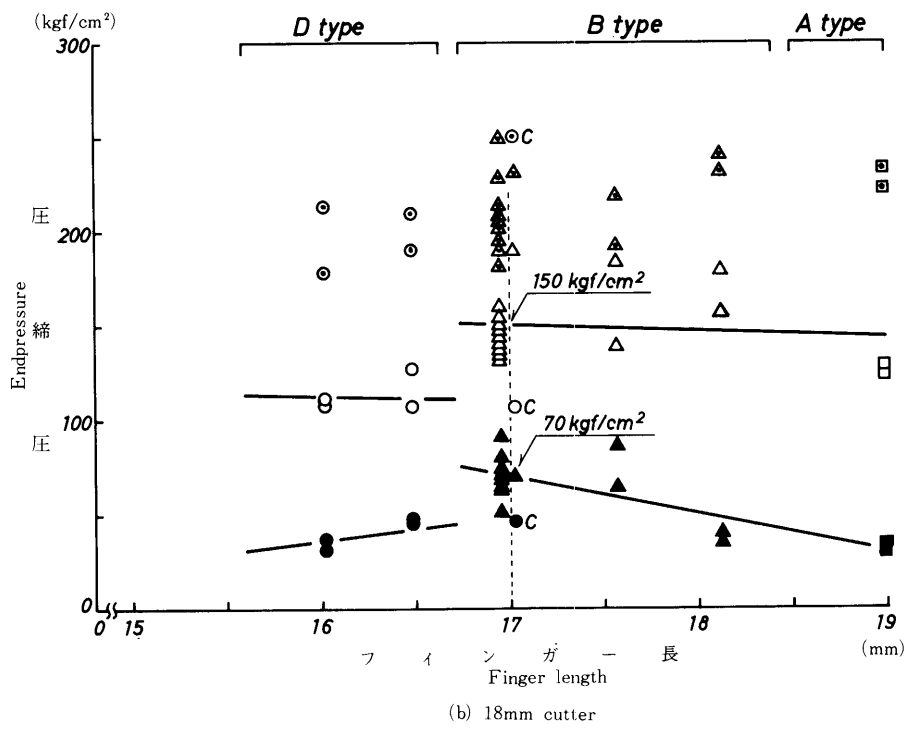 (kgf/cm²)
D type
B type
A type
300
C
圧
200
150 kgf/cm²
Endpressure
締
C
100
70 kgf/cm²
圧
C
0
0 15
16
17
18
19
フィンガー長
(mm)
Finger length
(b) 18mm cutter